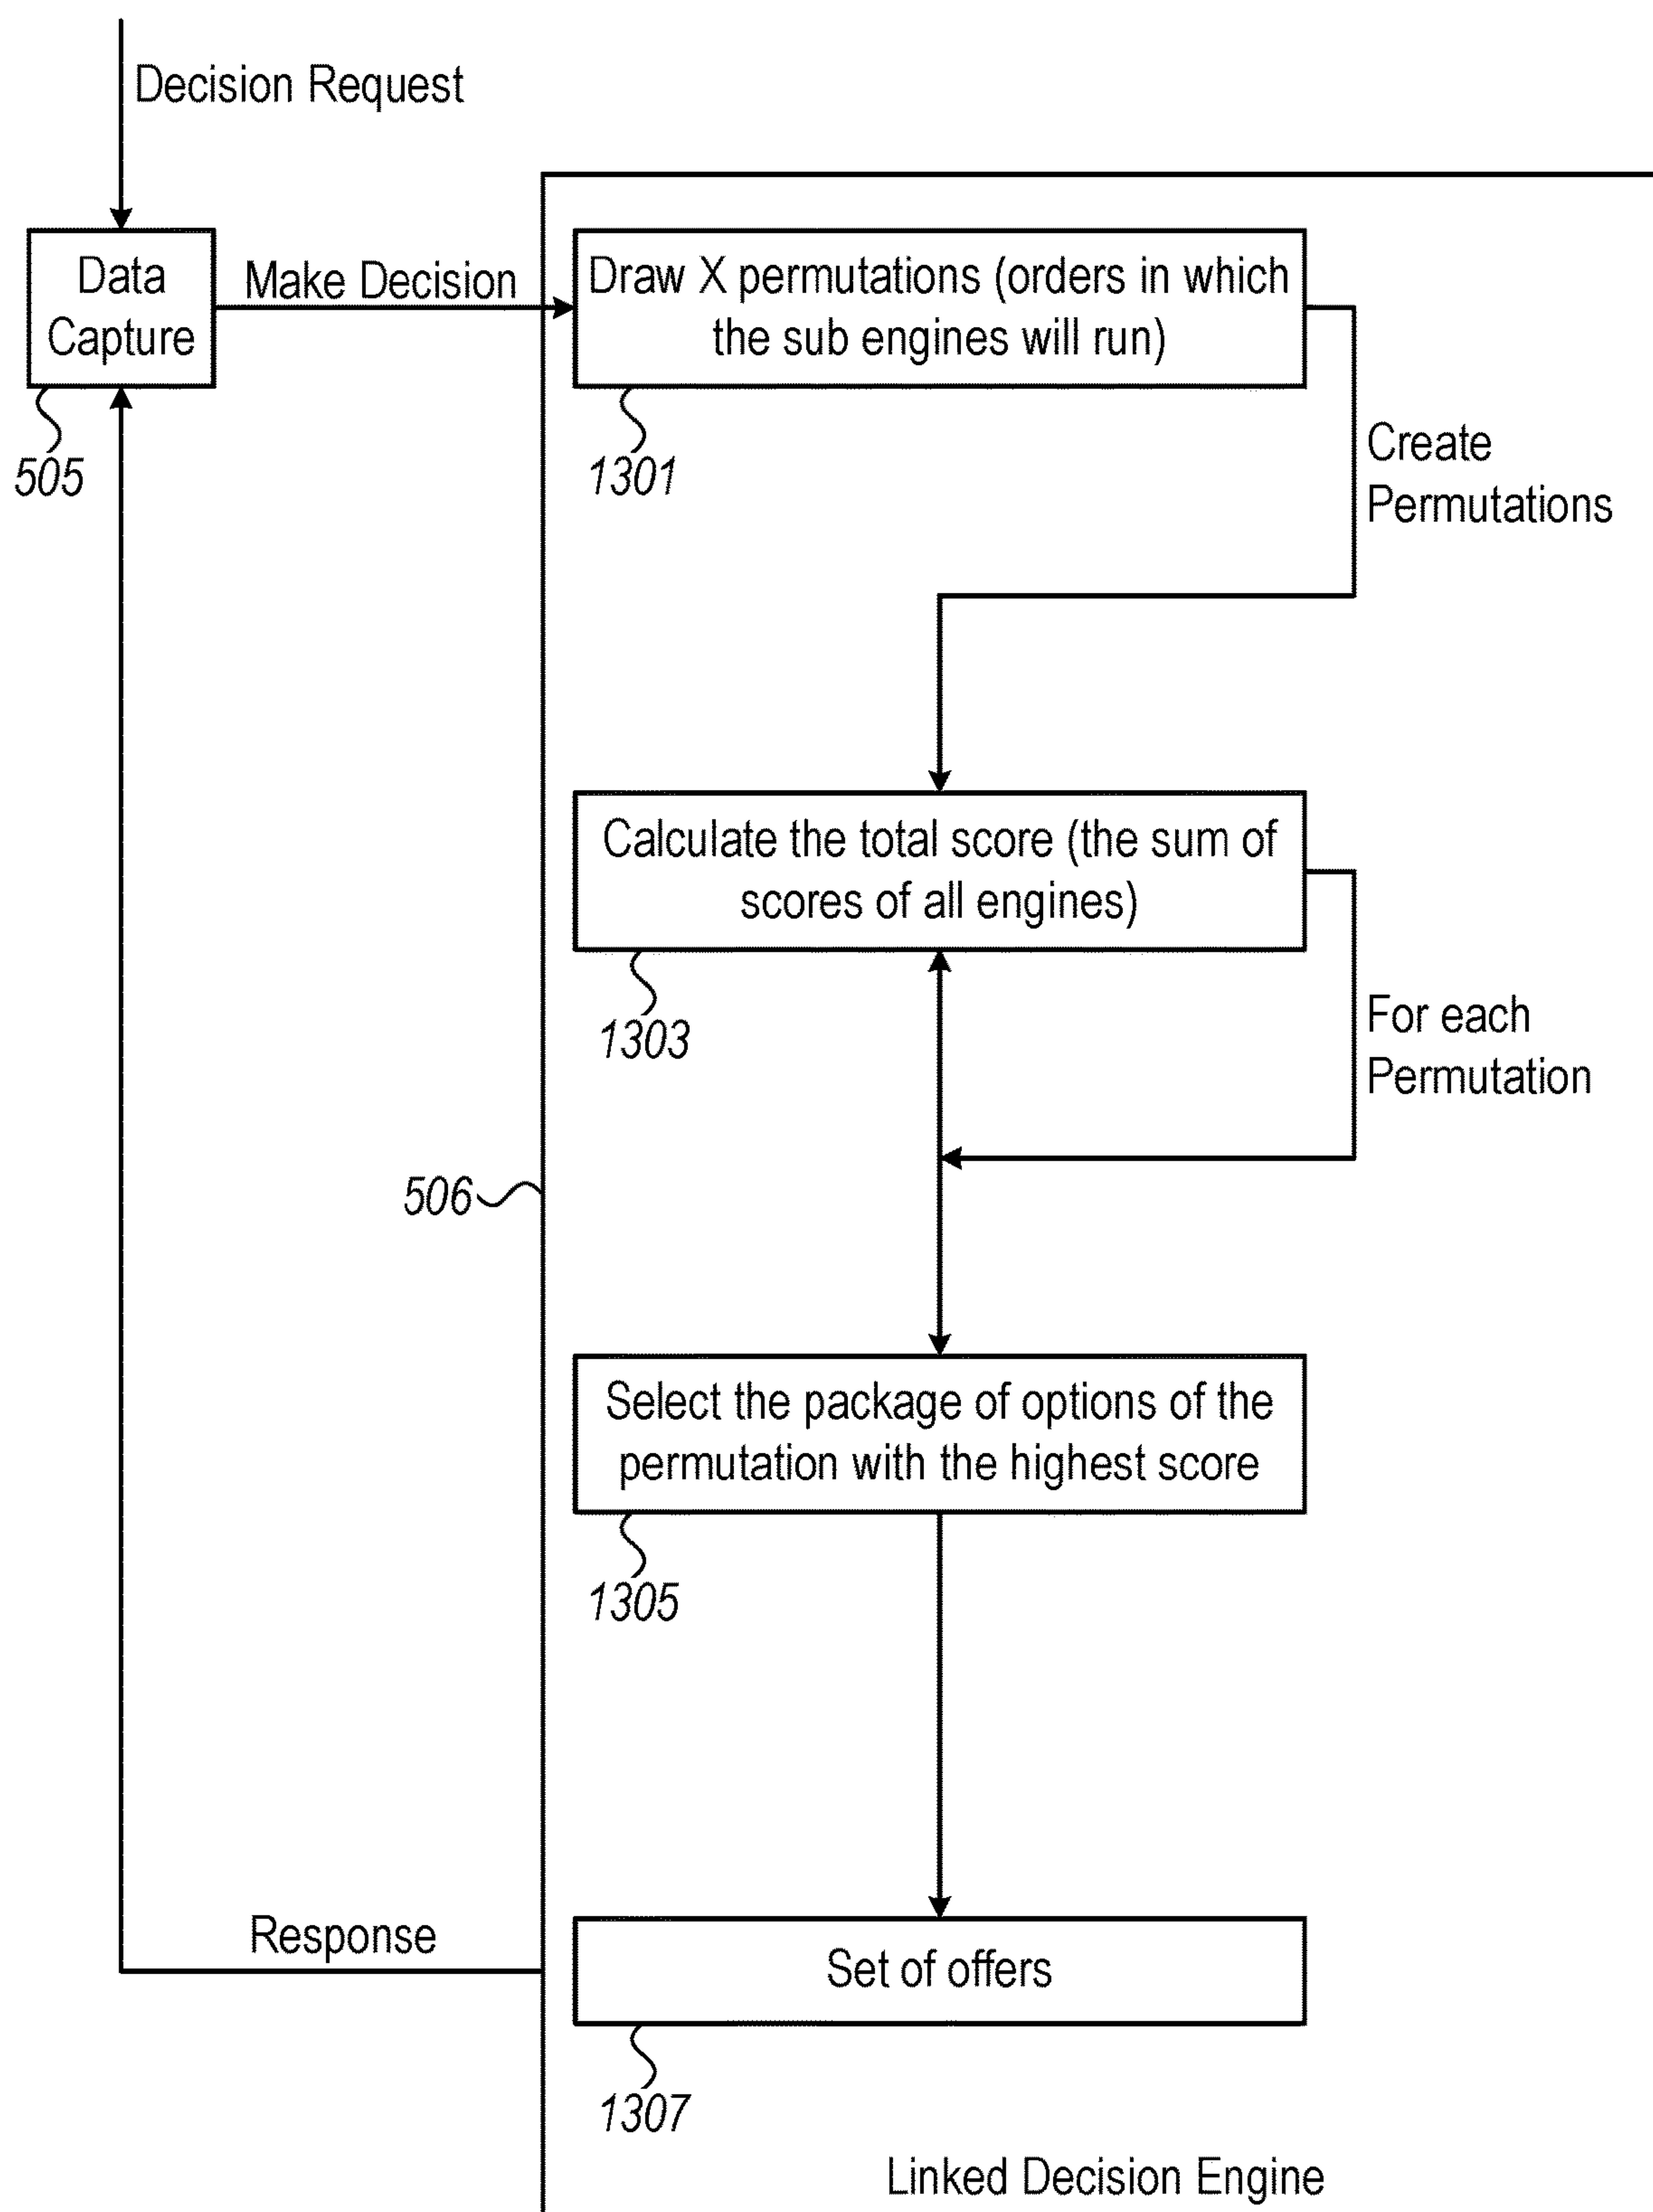 Decision Request
Data
Capture
505
Make Decision
Draw X permutations (orders in which
the sub engines will run)
1301
Create
Permutations
Calculate the total score (the sum of
scores of all engines)
1303
For each
Permutation
506
Select the package of options of the
permutation with the highest score
1305
Response
Set of offers
1307
Linked Decision Engine